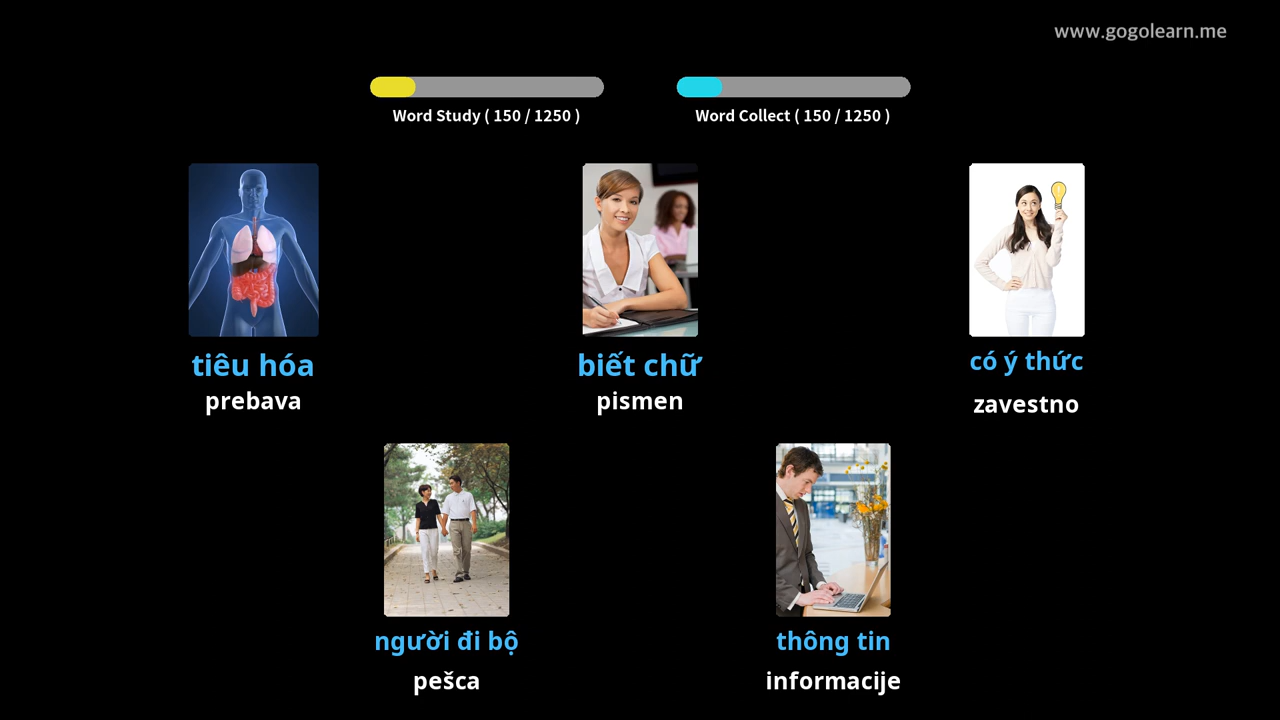 www.gogolearn.me
Word Study ( 150 / 1250 )
Word Collect ( 150 / 1250 )
tiêu hóa
prebava
biết chữ
pismen
có ý thức
zavestno
người đi bộ
pešca
thông tin
informacije